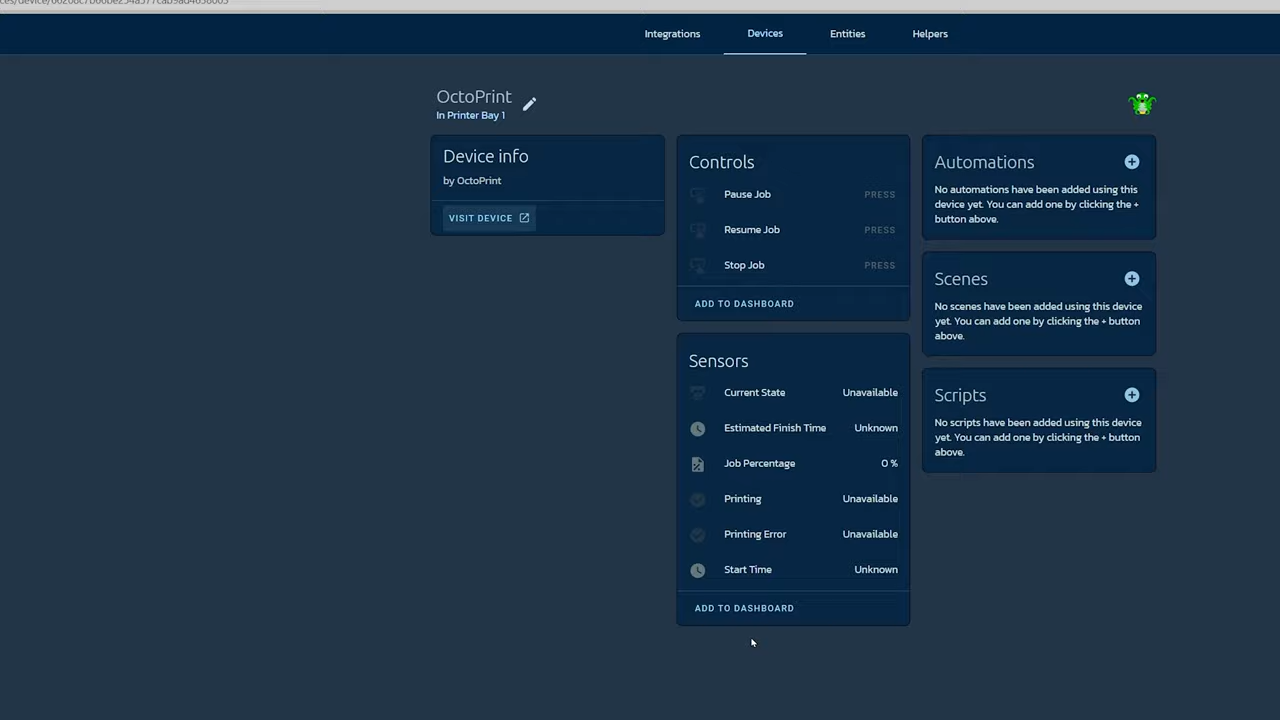 Integrations
Devices
Entities
Helpers
OctoPrint
In Printer Bay 1
Device info
by OctoPrint
VISIT DEVICE
Controls
Pause Job PRESS
Resume Job PRESS
Stop Job PRESS
ADD TO DASHBOARD
Sensors
Current State Unavailable
Estimated Finish Time Unknown
Job Percentage 0 %
Printing Unavailable
Printing Error Unavailable
Start Time Unknown
ADD TO DASHBOARD
Automations
No automations have been added using this
device yet. You can add one by clicking the +
button above.
Scenes
No scenes have been added using this device
yet. You can add one by clicking the + button
above.
Scripts
No scripts have been added using this device
yet. You can add one by clicking the + button
above.